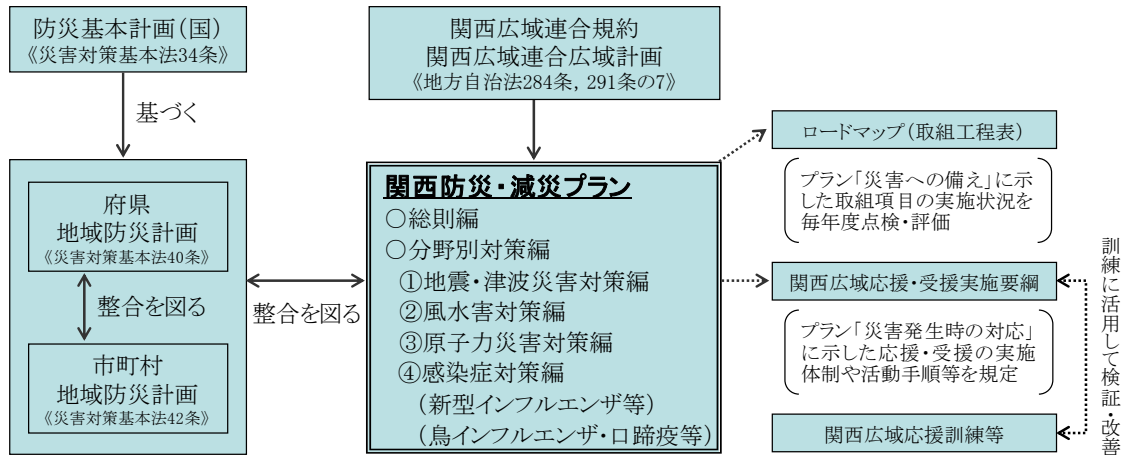 防災基本計画(国)
《災害対策基本法34条》
基づく
府県
地域防災計画
《災害対策基本法40条》
整合を図る
市町村
地域防災計画
《災害対策基本法42条》
整合を図る
関西広域連合規約
関西広域連合広域計画
《地方自治法284条, 291条の7》
関西防災・減災プラン
○総則編
○分野別対策編
①地震・津波災害対策編
②風水害対策編
③原子力災害対策編
④感染症対策編
(新型インフルエンザ等)
(鳥インフルエンザ・口蹄疫等)
ロードマップ(取組工程表)
プラン「災害への備え」に示
した取組項目の実施状況を
毎年度点検・評価
関西広域応援・受援実施要綱
プラン「災害発生時の対応」
に示した応援・受援の実施
体制や活動手順等を規定
関西広域応援訓練等
訓練に活用して検証・改善